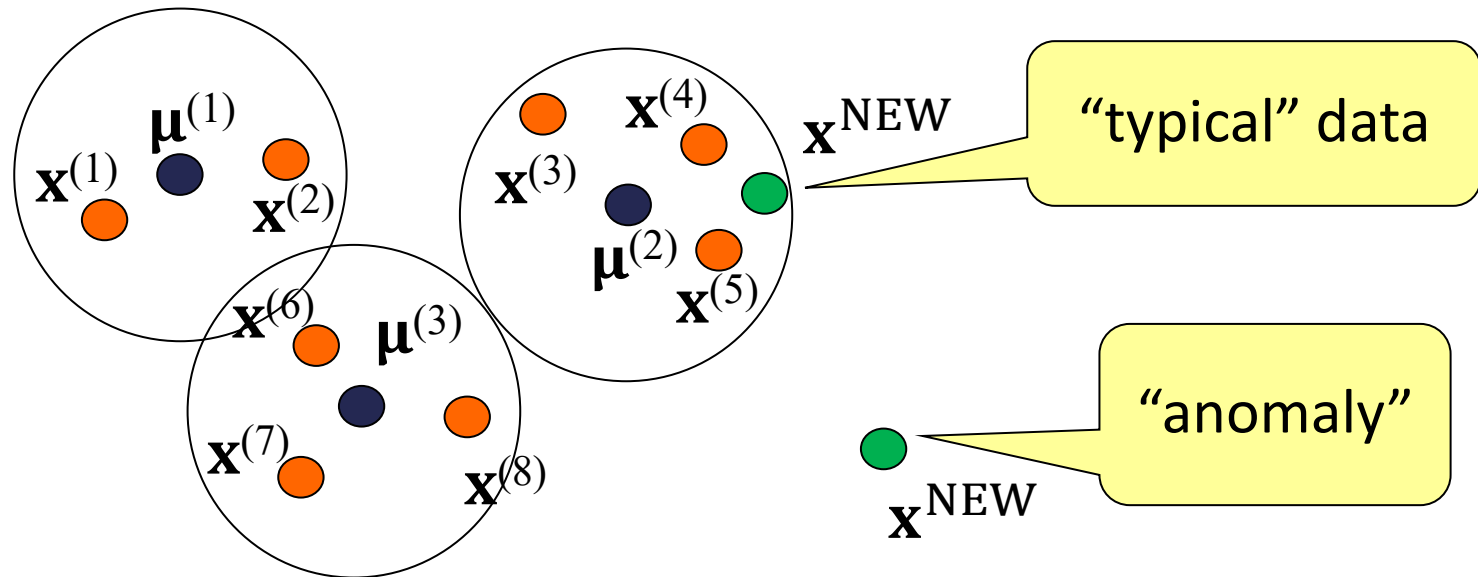 μ(1)
x(1)
x(2)
x(4)
x(3)
μ(2)
x(5)
xNEW
“typical” data
x(6)
μ(3)
x(7)
x(8)
“anomaly”
xNEW